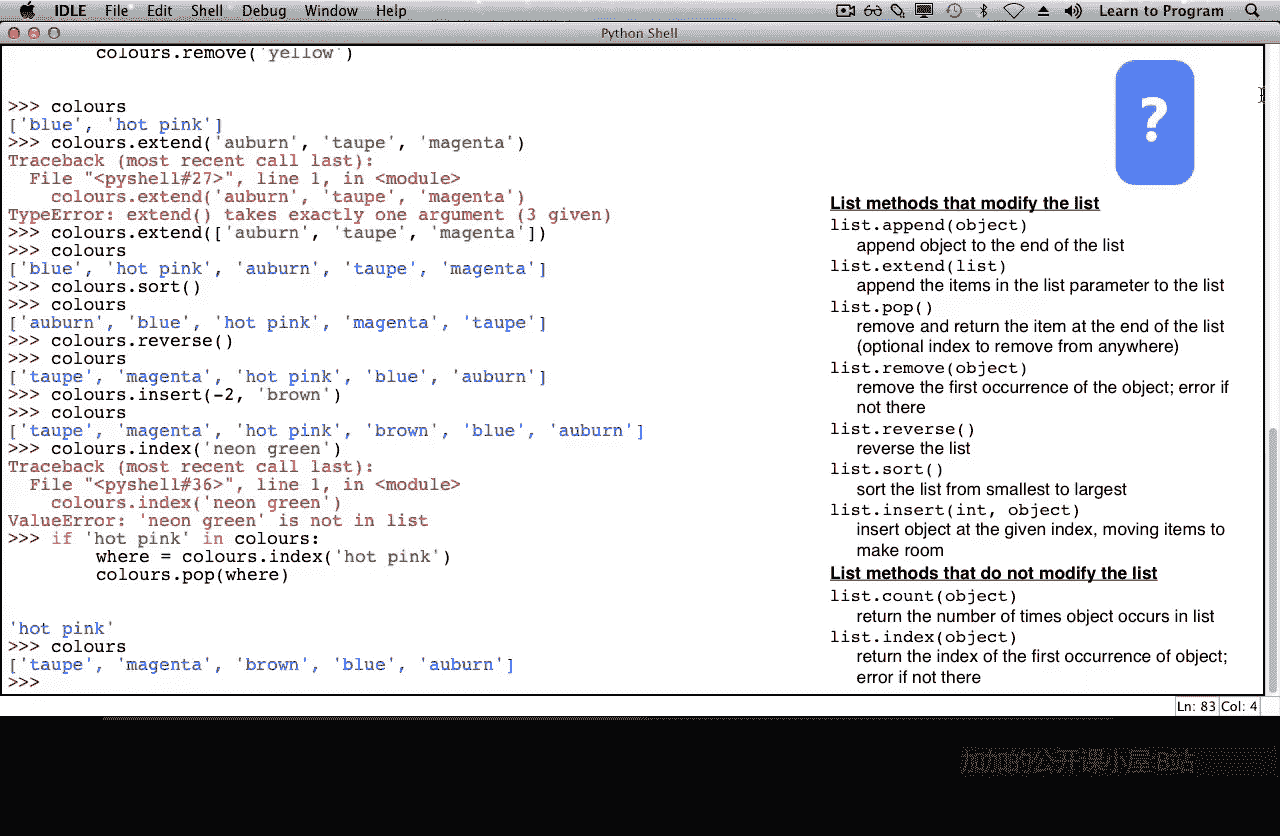 IDLE File Edit Shell Debug Window Help Learn to Program
Python Shell
colours.remove('yellow')
>>> colours
['blue', 'hot pink']
>>> colours.extend('auburn', 'taupe', 'magenta')
Traceback (most recent call last):
File "<pyshell#27>", line 1, in <module>
colours.extend('auburn', 'taupe', 'magenta')
TypeError: extend() takes exactly one argument (3 given)
>>> colours.extend(['auburn', 'taupe', 'magenta'])
>>> colours
['blue', 'hot pink', 'auburn', 'taupe', 'magenta']
>>> colours.sort()
>>> colours
['auburn', 'blue', 'hot pink', 'magenta', 'taupe']
>>> colours.reverse()
>>> colours
['taupe', 'magenta', 'hot pink', 'blue', 'auburn']
>>> colours.insert(-2, 'brown')
>>> colours
['taupe', 'magenta', 'hot pink', 'brown', 'blue', 'auburn']
>>> colours.index('neon green')
Traceback (most recent call last):
File "<pyshell#36>", line 1, in <module>
colours.index('neon green')
ValueError: 'neon green' is not in list
>>> if 'hot pink' in colours:
where = colours.index('hot pink')
colours.pop(where)
'hot pink'
>>> colours
['taupe', 'magenta', 'brown', 'blue', 'auburn']
>>>
?
List methods that modify the list
list.append(object)
append object to the end of the list
list.extend(list)
append the items in the list parameter to the list
list.pop()
remove and return the item at the end of the list
(optional index to remove from anywhere)
list.remove(object)
remove the first occurrence of the object; error if
not there
list.reverse()
reverse the list
list.sort()
sort the list from smallest to largest
list.insert(int, object)
insert object at the given index, moving items to
make room
List methods that do not modify the list
list.count(object)
return the number of times object occurs in list
list.index(object)
return the index of the first occurrence of object;
error if not there
Ln: 83 Col: 4
加加的公开课小屋B站